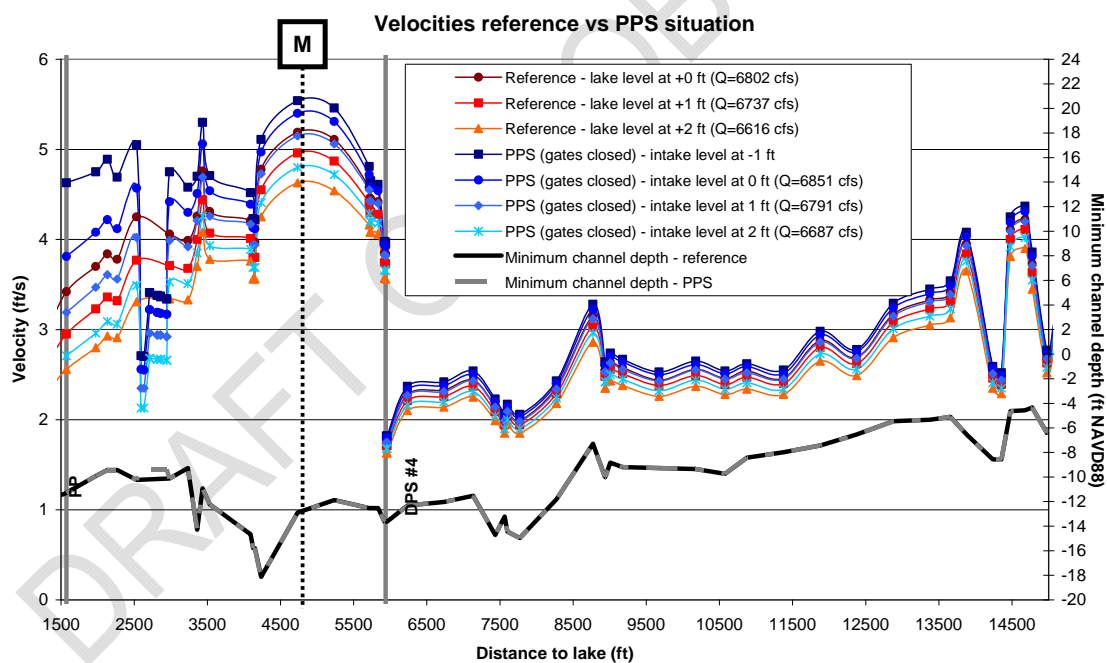 Velocities reference vs PPS situation
M
Reference - lake level at +0 ft (Q=6802 cfs)
Reference - lake level at +1 ft (Q=6737 cfs)
Reference - lake level at +2 ft (Q=6616 cfs)
PPS (gates closed) - intake level at -1 ft
PPS (gates closed) - intake level at 0 ft (Q=6851 cfs)
PPS (gates closed) - intake level at 1 ft (Q=6791 cfs)
PPS (gates closed) - intake level at 2 ft (Q=6687 cfs)
Minimum channel depth - reference
Minimum channel depth - PPS
Velocity (ft/s)
6
5
4
3
2
1
0
24
22
20
18
16
14
12
10
8
6
4
2
0
-2
-4
-6
-8
-10
-12
-14
-16
-18
-20
Minimum channel depth (ft NAVD88)
DPS #4
1500 2500 3500 4500 5500 6500 7500 8500 9500 10500 11500 12500 13500 14500
Distance to lake (ft)
DRAFT